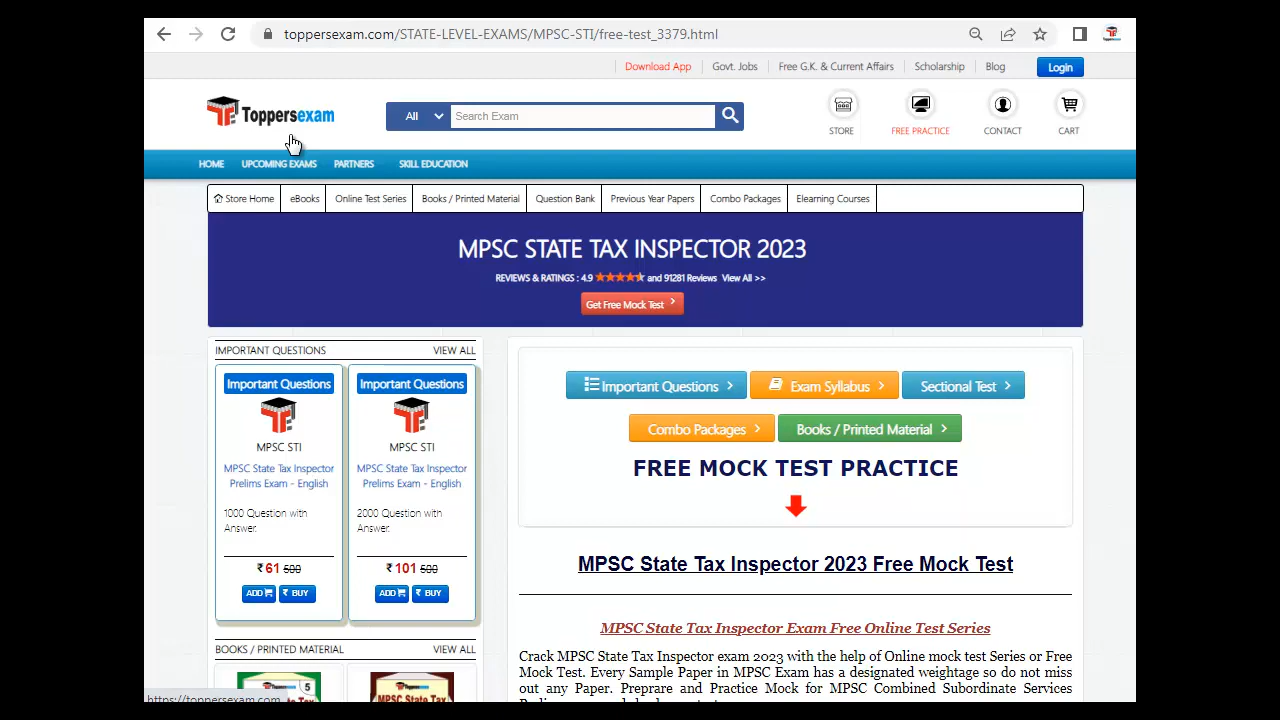 toppersexam.com/STATE-LEVEL-EXAMS/MPSC-STI/free-test_3379.html
Download App
Govt. Jobs
Free G.K. & Current Affairs
Scholarship
Blog
Login
Toppersexam
All
Search Exam
STORE
FREE PRACTICE
CONTACT
CART
HOME
UPCOMING EXAMS
PARTNERS
SKILL EDUCATION
Store Home
eBooks
Online Test Series
Books / Printed Material
Question Bank
Previous Year Papers
Combo Packages
Elearning Courses
MPSC STATE TAX INSPECTOR 2023
REVIEWS & RATINGS : 4.9 and 91281 Reviews View All >>
Get Free Mock Test
IMPORTANT QUESTIONS
VIEW ALL
Important Questions
MPSC STI
MPSC State Tax Inspector
Prelims Exam - English
1000 Question with
Answer.
₹ 61 500
ADD
₹ BUY
Important Questions
MPSC STI
MPSC State Tax Inspector
Prelims Exam - English
2000 Question with
Answer.
₹ 101 500
ADD
₹ BUY
BOOKS / PRINTED MATERIAL
VIEW ALL
Toppersexam
5
MPSC State Tax
Important Questions
Exam Syllabus
Sectional Test
Combo Packages
Books / Printed Material
FREE MOCK TEST PRACTICE
MPSC State Tax Inspector 2023 Free Mock Test
MPSC State Tax Inspector Exam Free Online Test Series
Crack MPSC State Tax Inspector exam 2023 with the help of Online mock test Series or Free
Mock Test. Every Sample Paper in MPSC Exam has a designated weightage so do not miss
out any Paper. Preprare and Practice Mock for MPSC Combined Subordinate Services
https://toppersexam.com